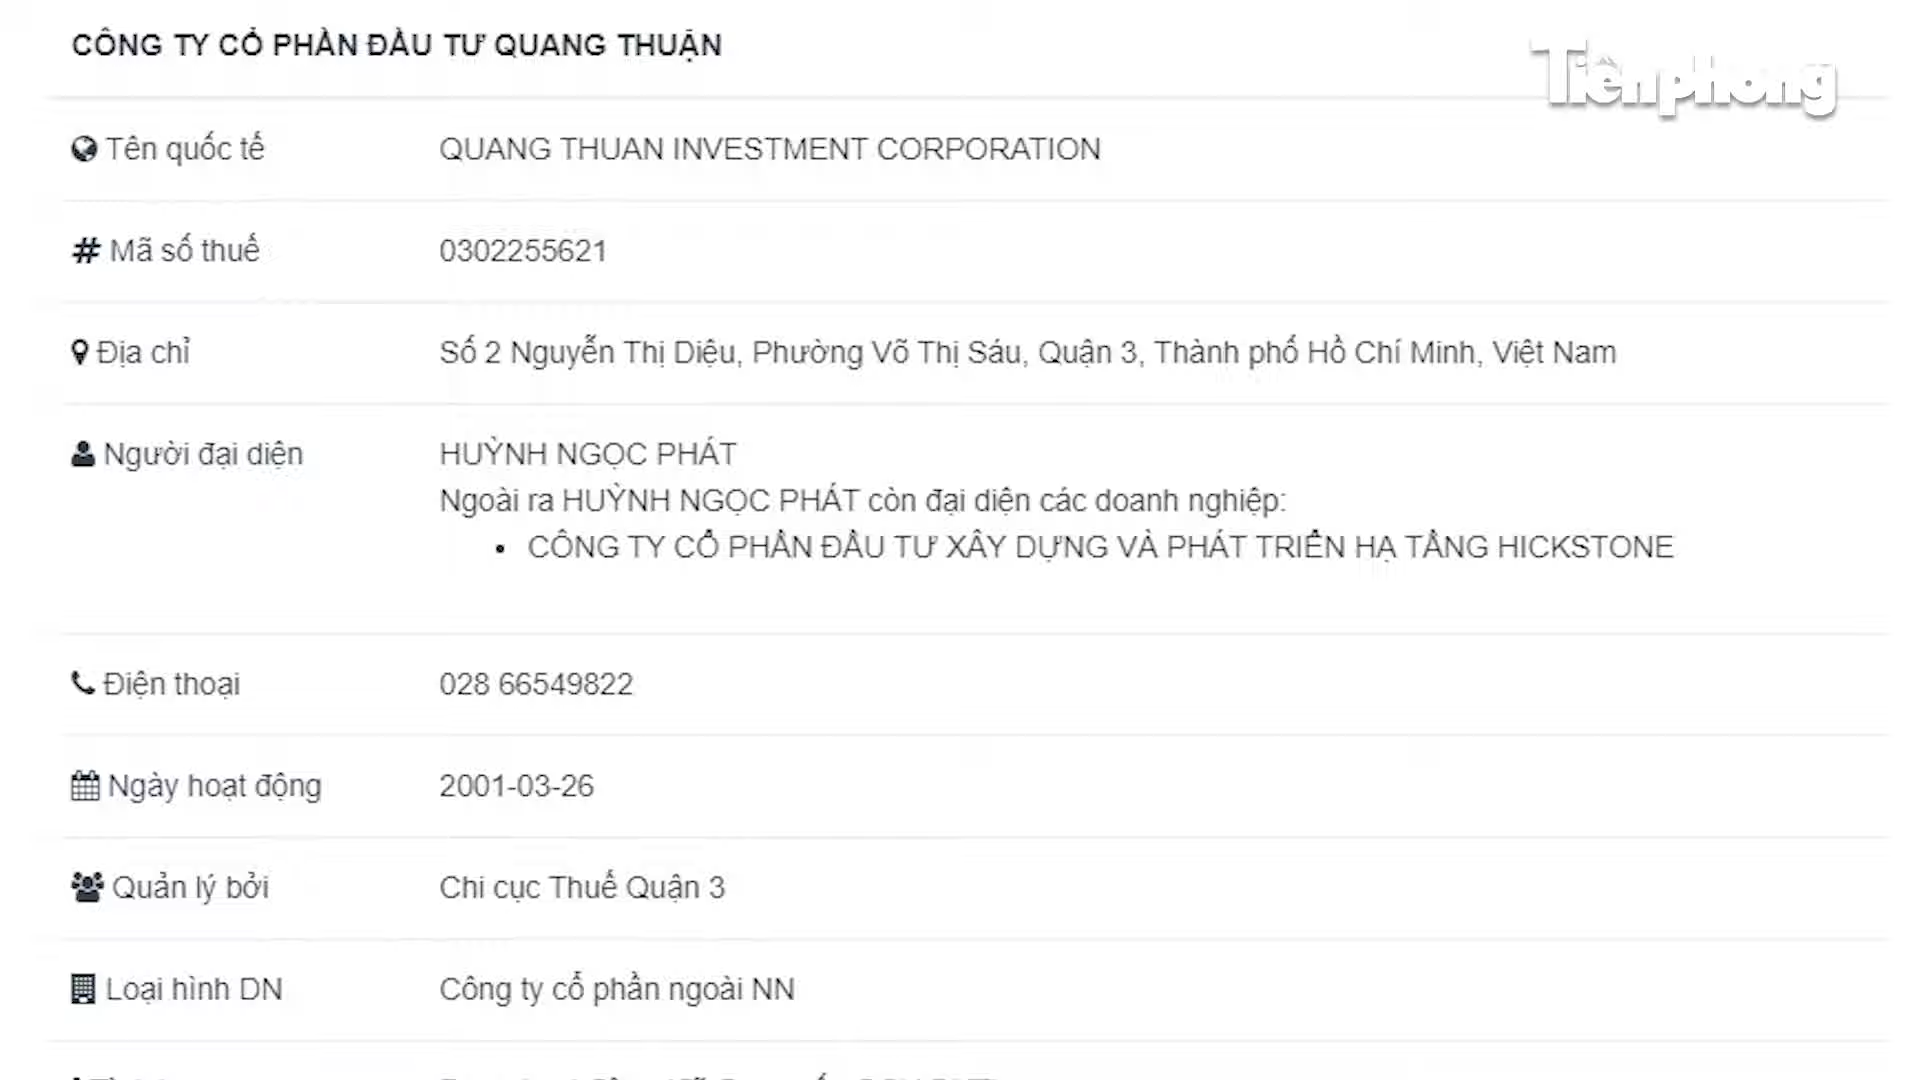 CÔNG TY CỔ PHẦN ĐẦU TƯ QUANG THUẬN
Tiềnphong
Tên quốc tế QUANG THUAN INVESTMENT CORPORATION
# Mã số thuế 0302255621
Địa chỉ Số 2 Nguyễn Thị Diệu, Phường Võ Thị Sáu, Quận 3, Thành phố Hồ Chí Minh, Việt Nam
Người đại diện HUỲNH NGỌC PHÁT
Ngoài ra HUỲNH NGỌC PHÁT còn đại diện các doanh nghiệp:
• CÔNG TY CỔ PHẦN ĐẦU TƯ XÂY DỰNG VÀ PHÁT TRIỂN HẠ TẦNG HICKSTONE
Điện thoại 028 66549822
Ngày hoạt động 2001-03-26
Quản lý bởi Chi cục Thuế Quận 3
Loại hình DN Công ty cổ phần ngoài NN